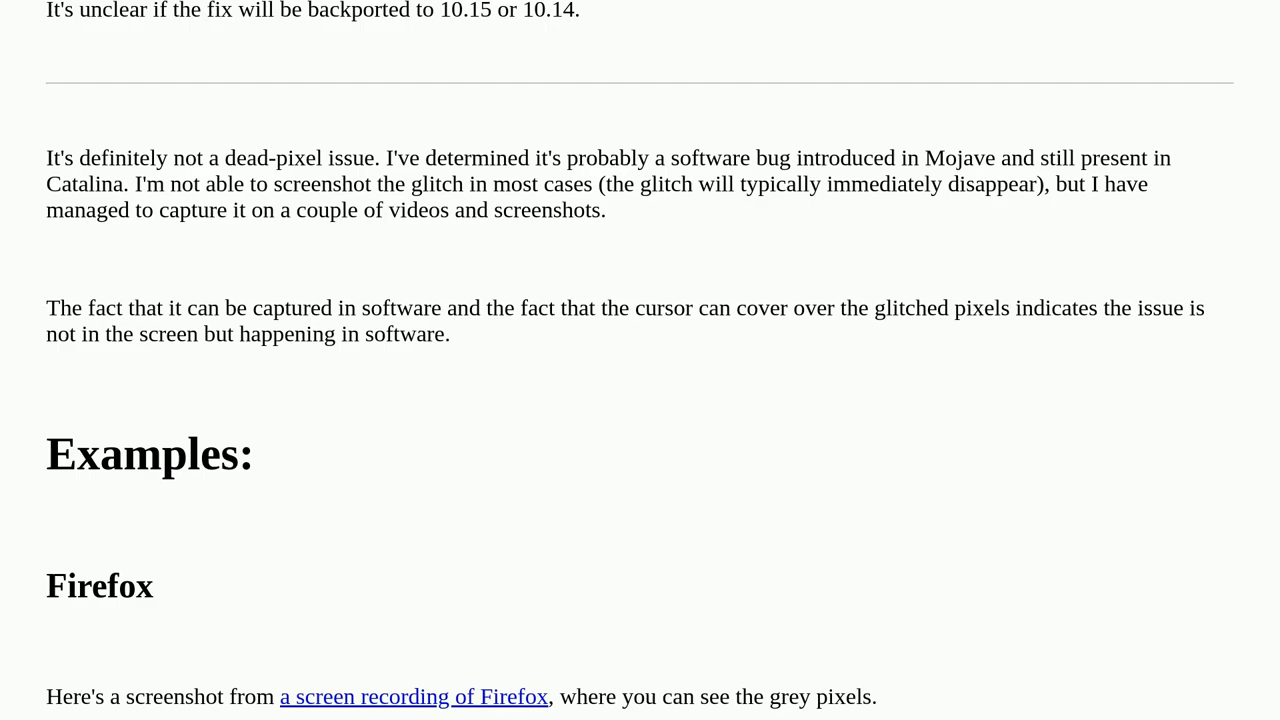 It's unclear if the fix will be backported to 10.15 or 10.14.
It's definitely not a dead-pixel issue. I've determined it's probably a software bug introduced in Mojave and still present in
Catalina. I'm not able to screenshot the glitch in most cases (the glitch will typically immediately disappear), but I have
managed to capture it on a couple of videos and screenshots.
The fact that it can be captured in software and the fact that the cursor can cover over the glitched pixels indicates the issue is
not in the screen but happening in software.
Examples:
Firefox
Here's a screenshot from a screen recording of Firefox, where you can see the grey pixels.